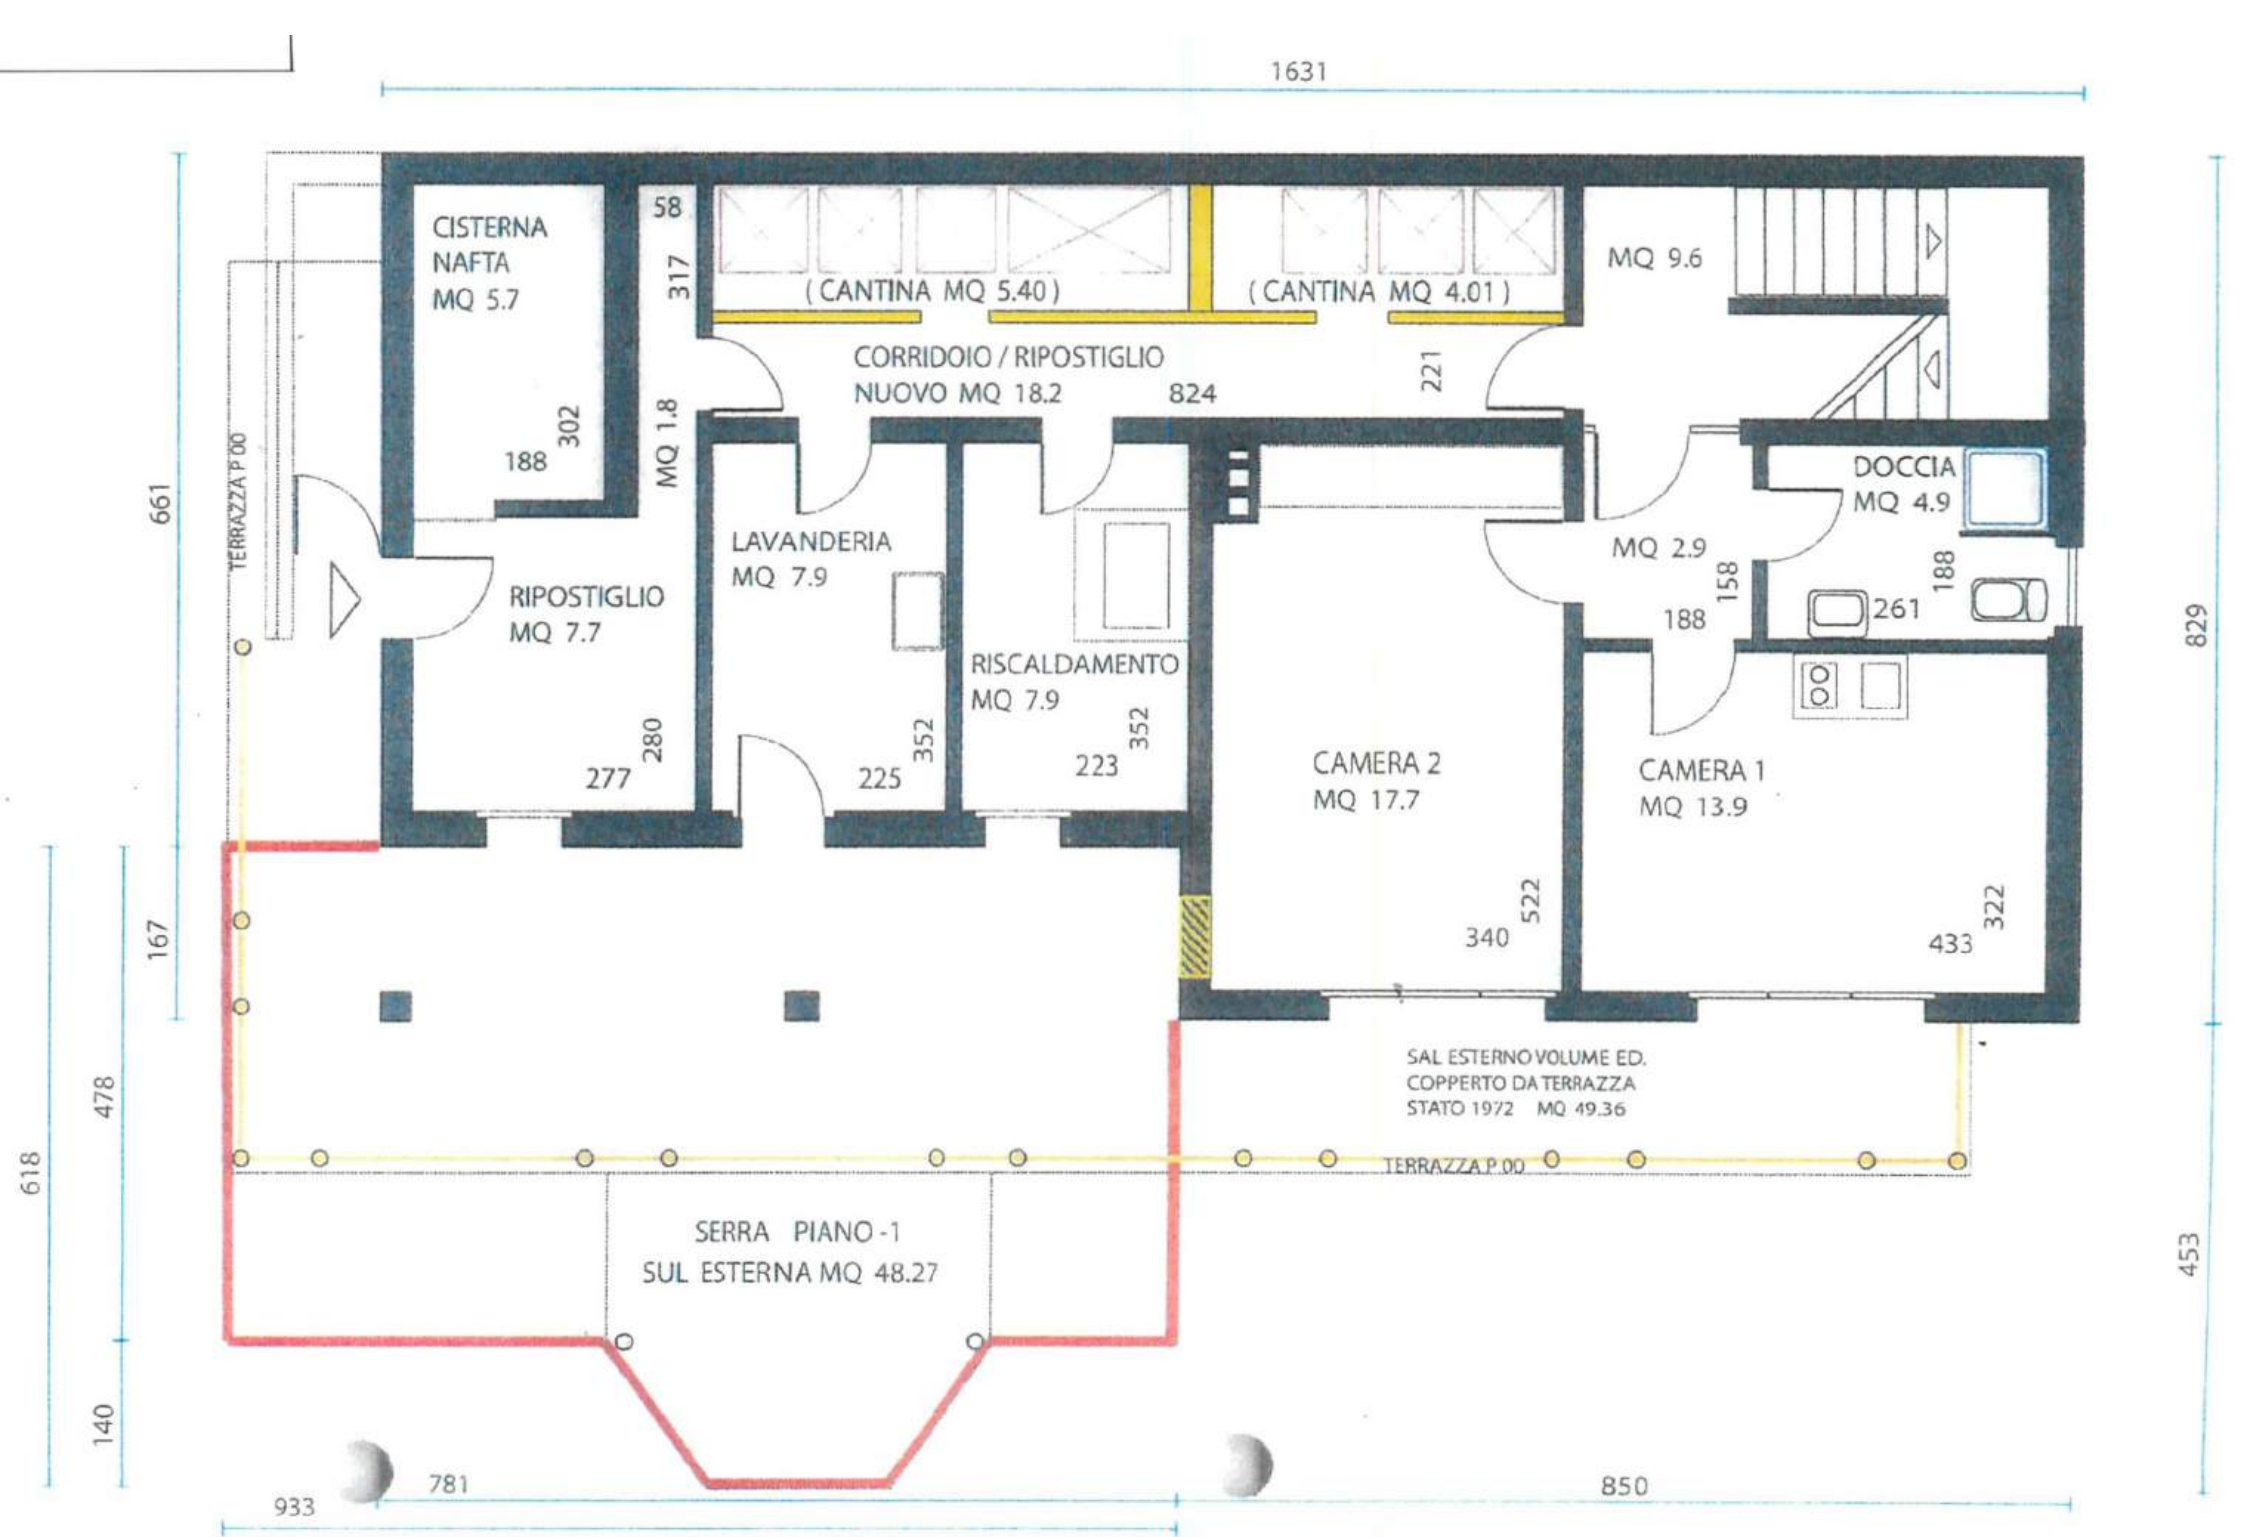 1631
CISTERNA
NAFTA
MQ 5.7
302
188
58
317
MQ 1.8
( CANTINA MQ 5.40 )
( CANTINA MQ 4.01 )
MQ 9.6
CORRIDOIO / RIPOSTIGLIO
NUOVO MQ 18.2
824
221
TERRAZZA P 00
661
LAVANDERIA
MQ 7.9
352
225
RISCALDAMENTO
MQ 7.9
352
223
RIPOSTIGLIO
MQ 7.7
280
277
DOCCIA
MQ 4.9
188
261
MQ 2.9
158
188
829
CAMERA 2
MQ 17.7
522
340
CAMERA 1
MQ 13.9
322
433
167
478
618
140
SAL ESTERNO VOLUME ED.
COPPERTO DA TERRAZZA
STATO 1972 MQ 49.36
TERRAZZA P 00
SERRA PIANO -1
SUL ESTERNA MQ 48.27
453
781
850
933